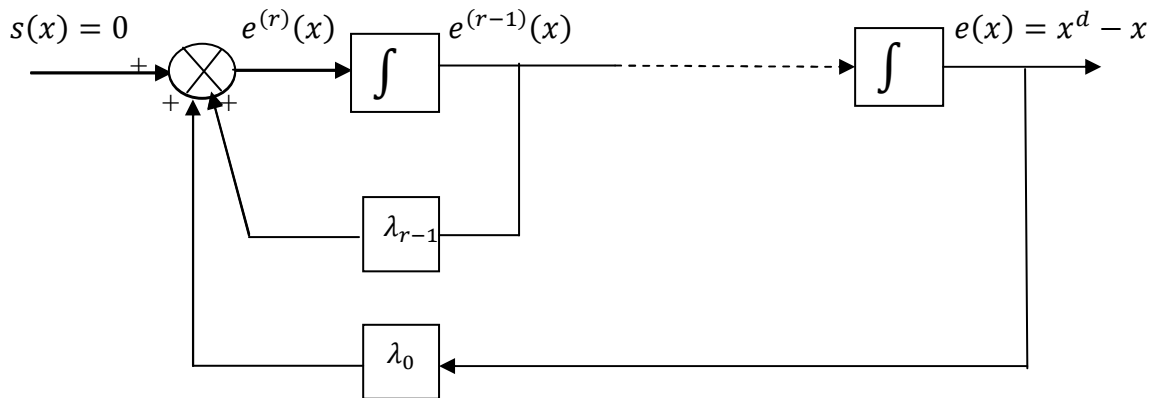 s(x) = 0 e^{(r)}(x) e^{(r−1)}(x) e(x) = x^d − x
+
∫ ∫
+ +
λ_{r−1}
λ_0